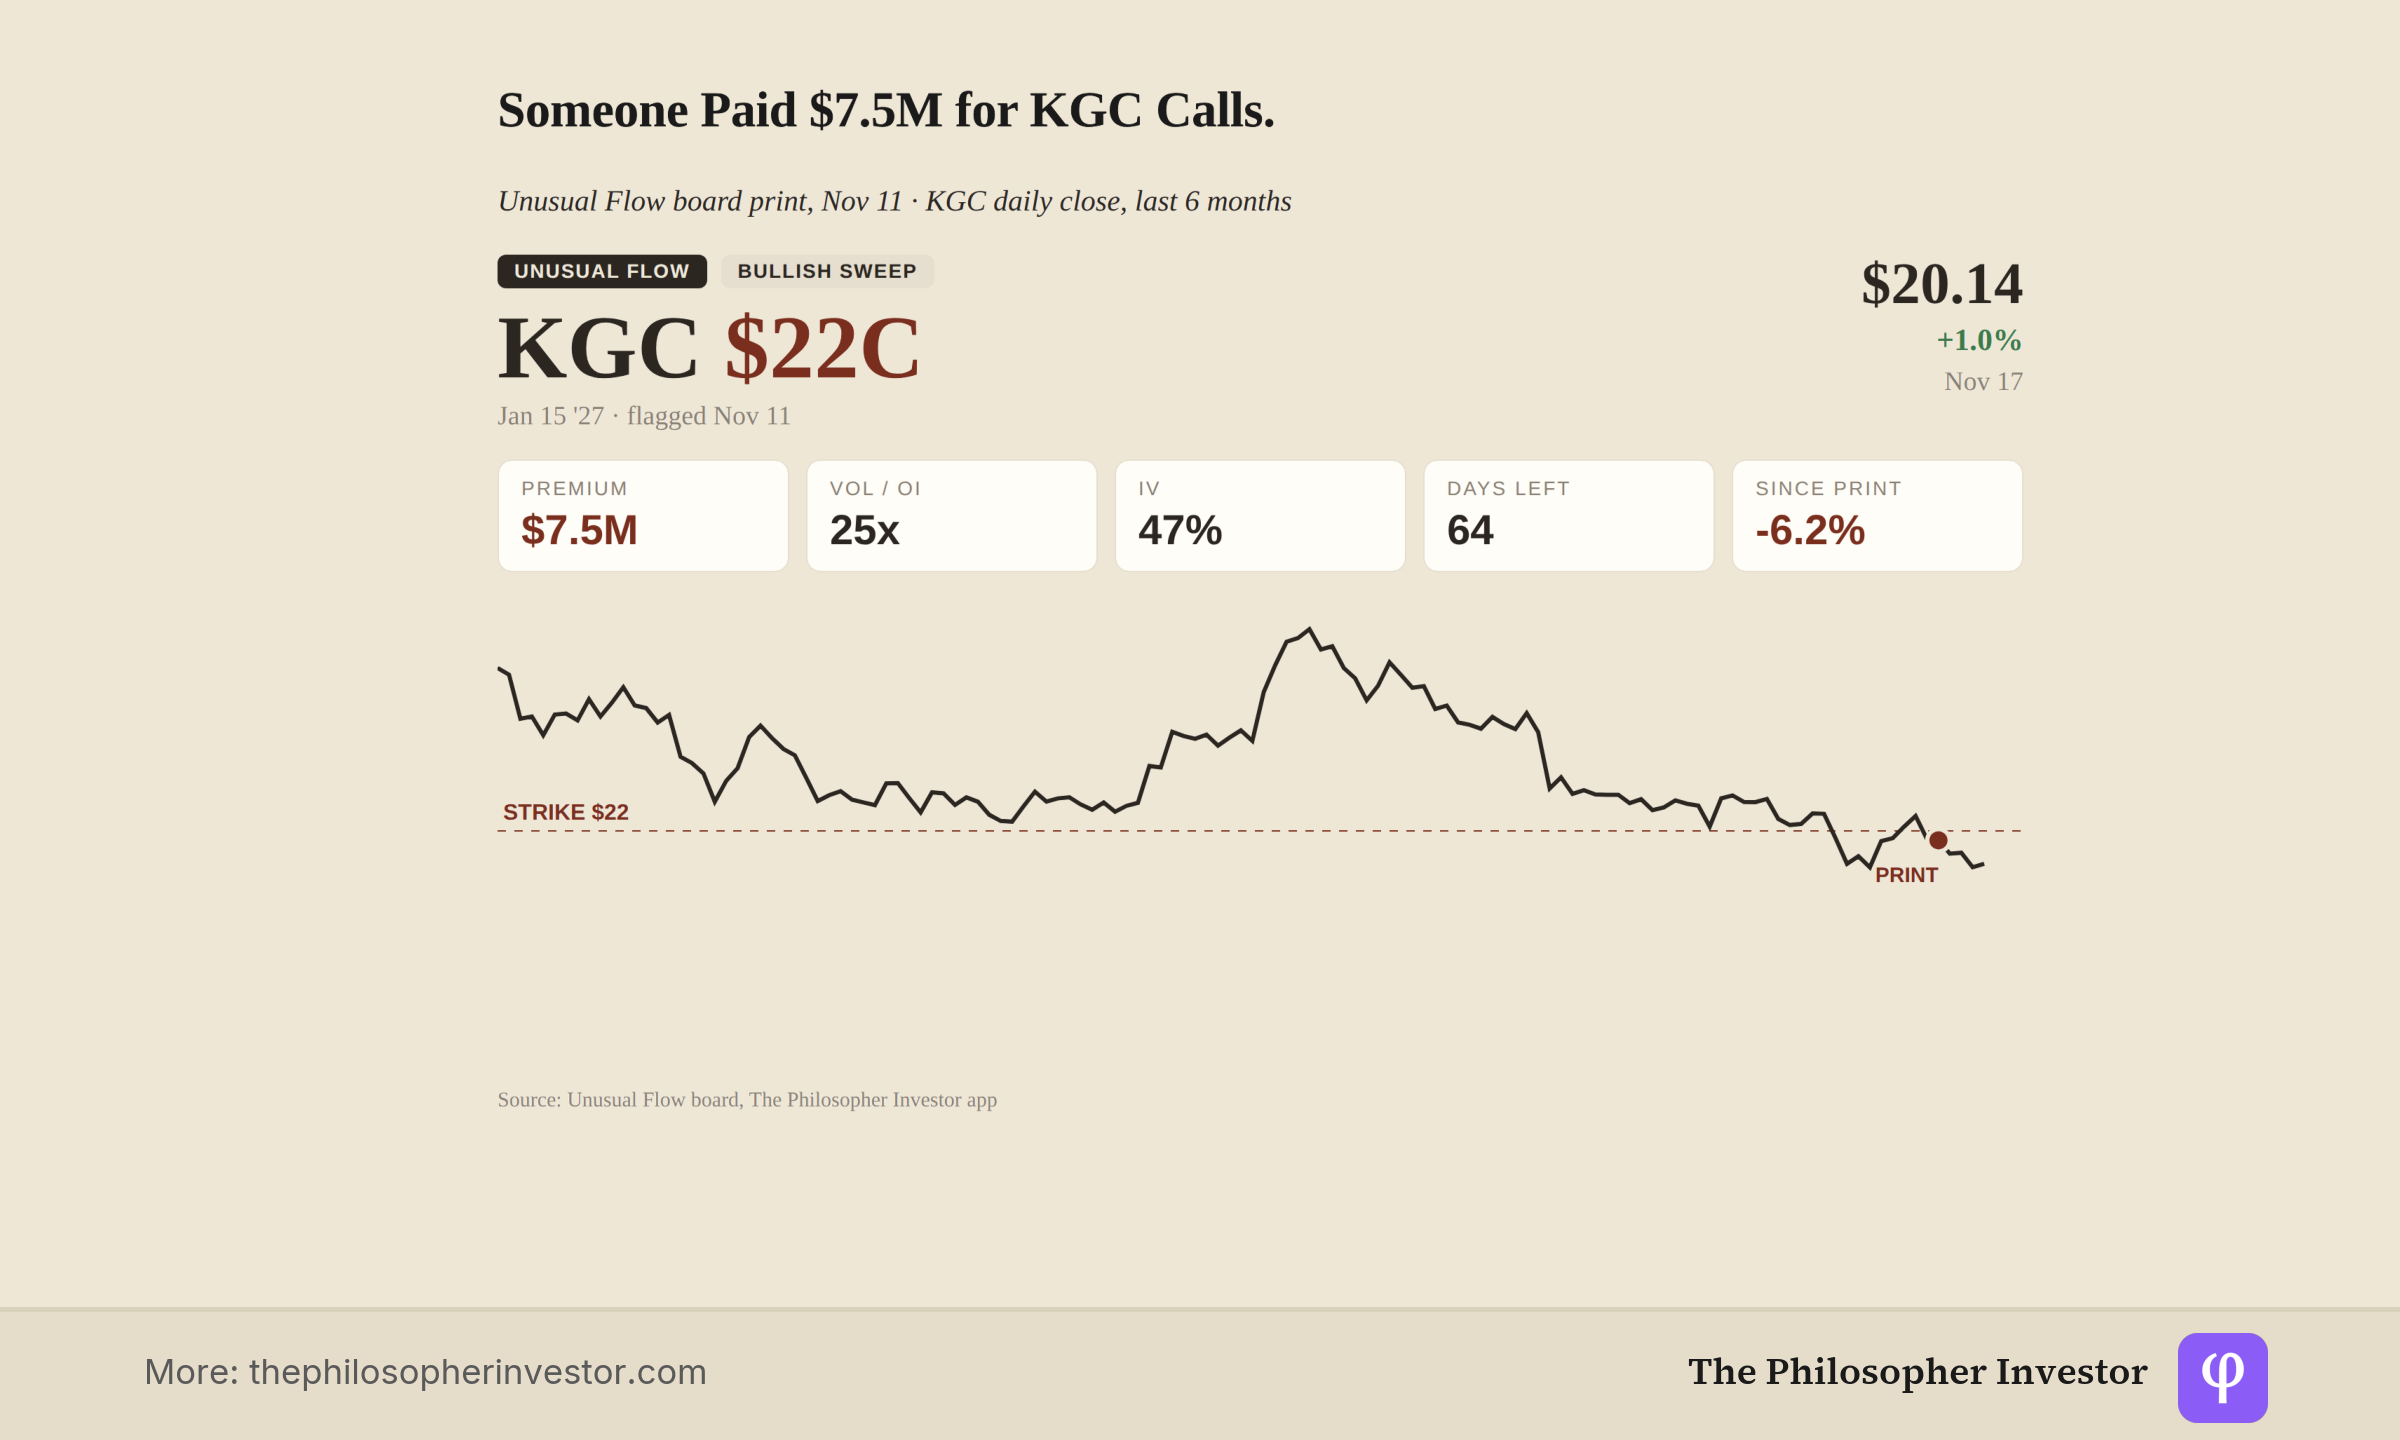 Someone Paid $7.5M for KGC Calls.
Unusual Flow board print, Nov 11 · KGC daily close, last 6 months
UNUSUAL FLOW BULLISH SWEEP
KGC $22C
Jan 15 '27 · flagged Nov 11
$20.14
+1.0%
Nov 17
PREMIUM
$7.5M
VOL / OI
25x
IV
47%
DAYS LEFT
64
SINCE PRINT
-6.2%
STRIKE $22
PRINT
Source: Unusual Flow board, The Philosopher Investor app
More: thephilosopherinvestor.com
The Philosopher Investor φ